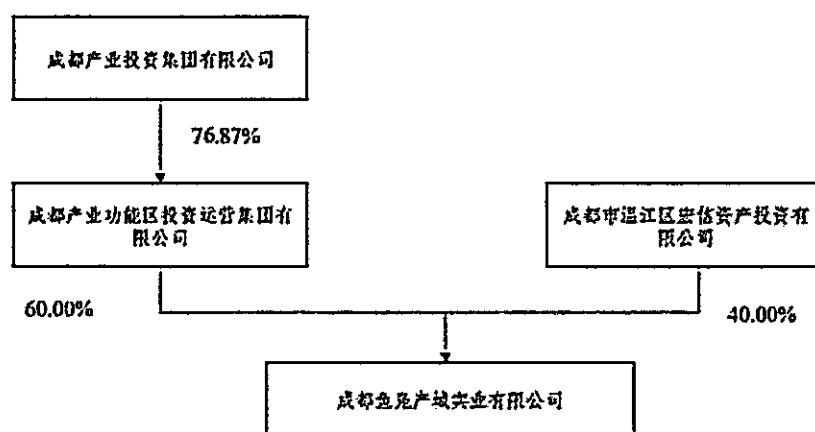 成都产业投资集团有限公司
76.87%
成都产业功能区投资运营集团有
限公司
成都市温江区宏信资产投资有
限公司
60.00%
40.00%
成都鱼凫产城实业有限公司